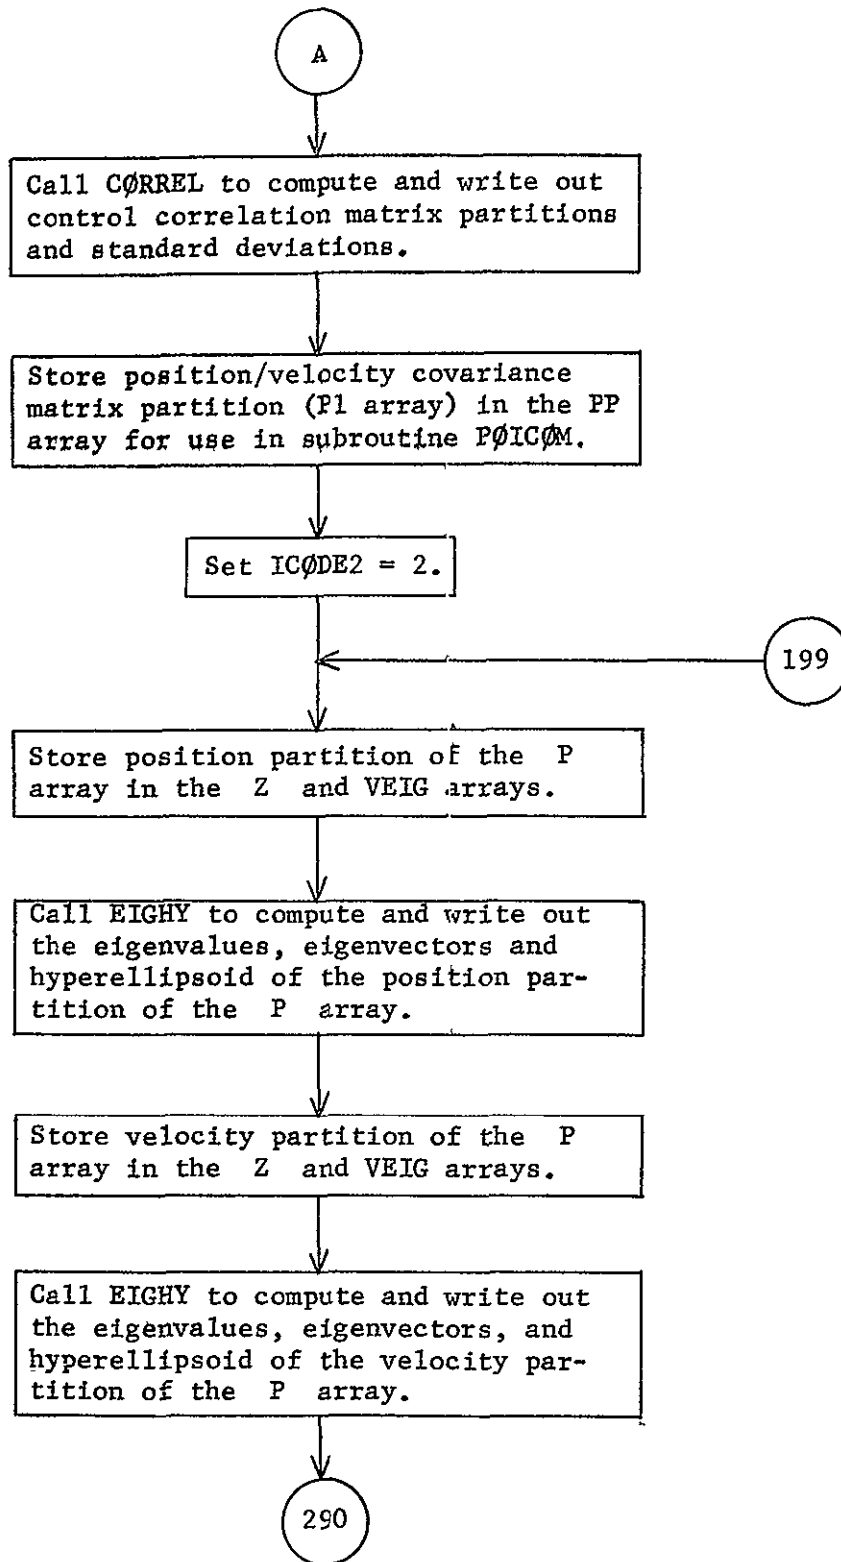 A
Call CØRREL to compute and write out
control correlation matrix partitions
and standard deviations.
Store position/velocity covariance
matrix partition (P1 array) in the PP
array for use in subroutine PØICØM.
Set ICØDE2 = 2.
199
Store position partition of the P
array in the Z and VEIG arrays.
Call EIGHY to compute and write out
the eigenvalues, eigenvectors and
hyperellipsoid of the position par-
tition of the P array.
Store velocity partition of the P
array in the Z and VEIG arrays.
Call EIGHY to compute and write out
the eigenvalues, eigenvectors, and
hyperellipsoid of the velocity par-
tition of the P array.
290